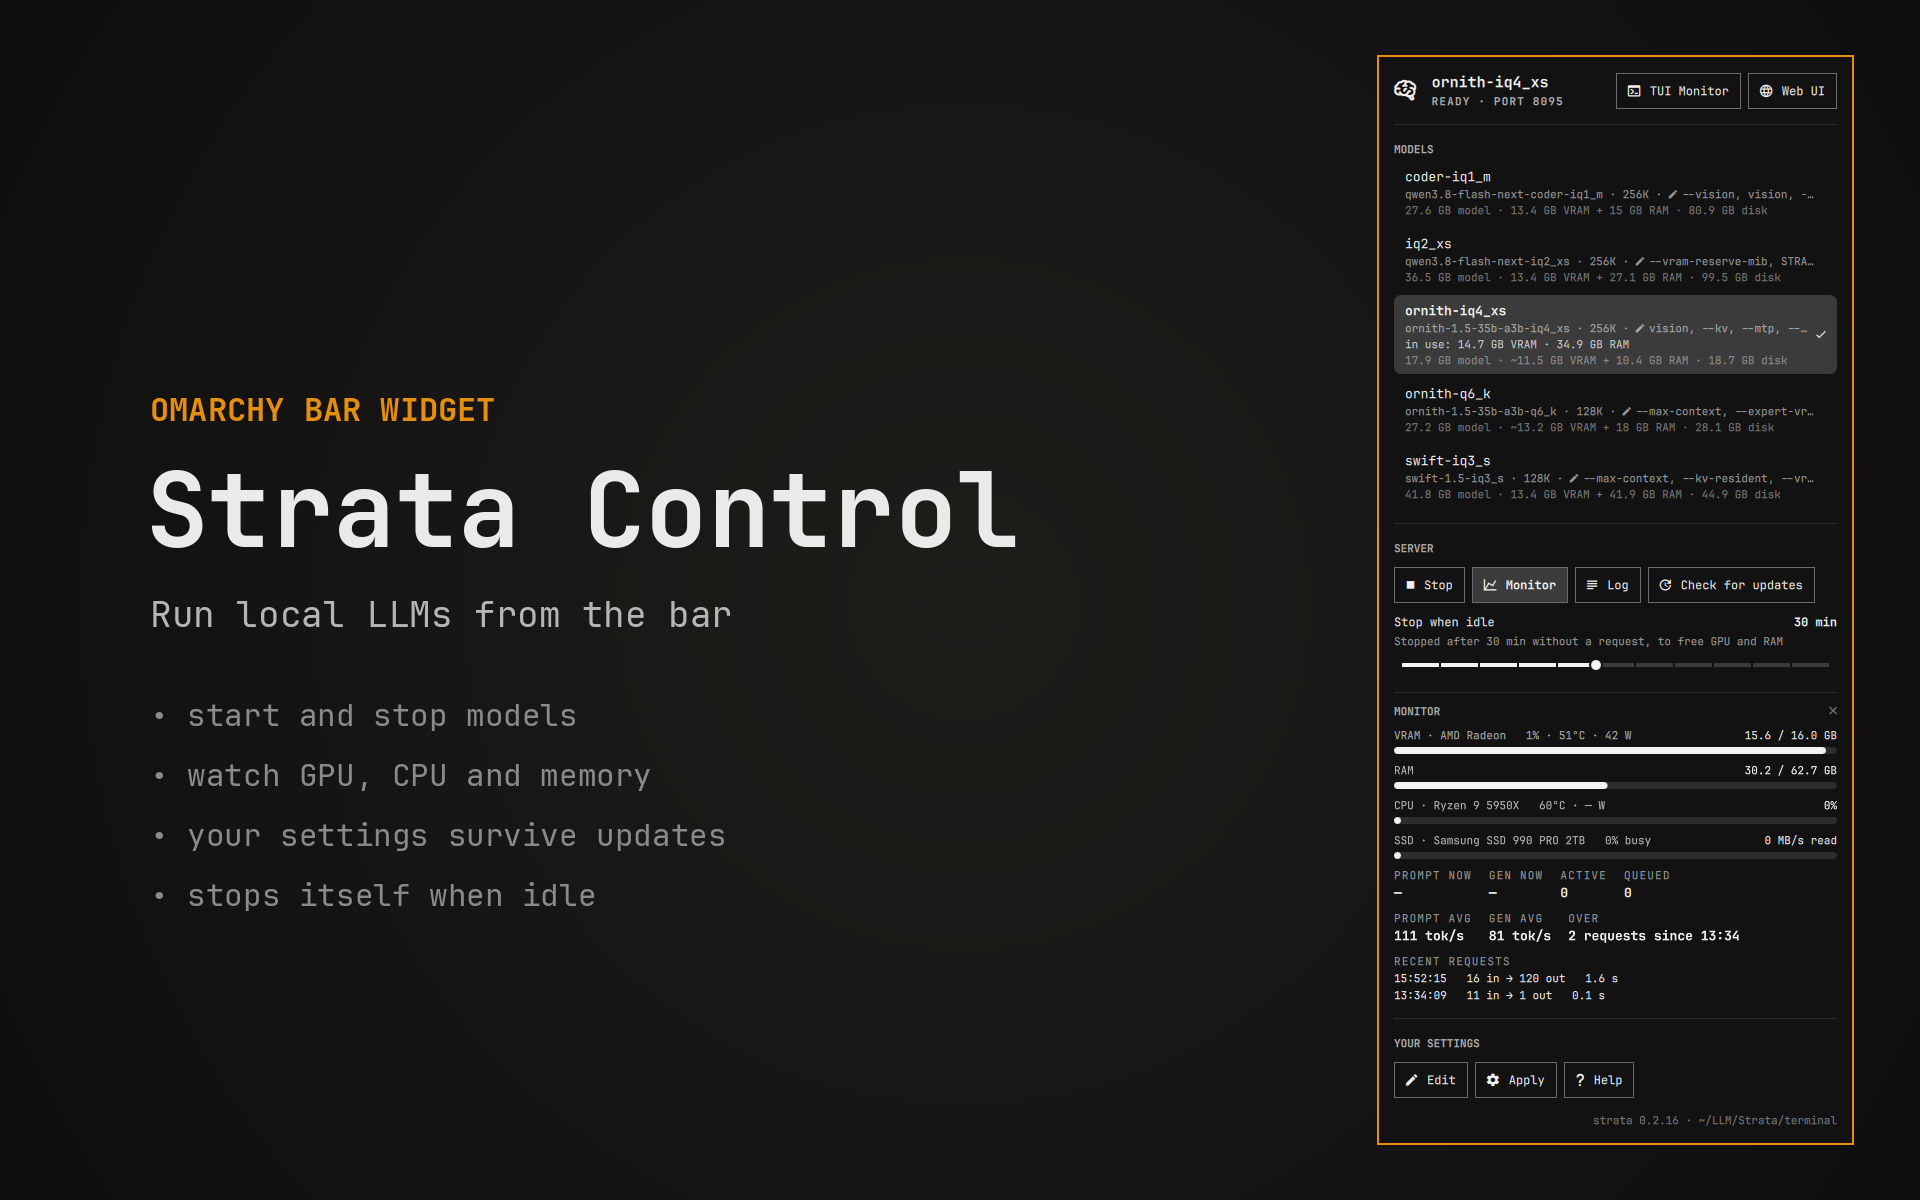 OMARCHY BAR WIDGET
Strata Control
Run local LLMs from the bar
• start and stop models
• watch GPU, CPU and memory
• your settings survive updates
• stops itself when idle
ornith-iq4_xs
READY · PORT 8095
TUI Monitor
Web UI
MODELS
coder-iq1_m
qwen3.8-flash-next-coder-iq1_m · 256K · --vision, vision, -…
27.6 GB model · 13.4 GB VRAM + 15 GB RAM · 80.9 GB disk
iq2_xs
qwen3.8-flash-next-iq2_xs · 256K · --vram-reserve-mib, STRA…
36.5 GB model · 13.4 GB VRAM + 27.1 GB RAM · 99.5 GB disk
ornith-iq4_xs
ornith-1.5-35b-a3b-iq4_xs · 256K · vision, --kv, --mtp, --…
in use: 14.7 GB VRAM · 34.9 GB RAM
17.9 GB model · ~11.5 GB VRAM + 10.4 GB RAM · 18.7 GB disk
ornith-q6_k
ornith-1.5-35b-a3b-q6_k · 128K · --max-context, --expert-vr…
27.2 GB model · ~13.2 GB VRAM + 18 GB RAM · 28.1 GB disk
swift-iq3_s
swift-1.5-iq3_s · 128K · --max-context, --kv-resident, --vr…
41.8 GB model · 13.4 GB VRAM + 41.9 GB RAM · 44.9 GB disk
SERVER
Stop
Monitor
Log
Check for updates
Stop when idle 30 min
Stopped after 30 min without a request, to free GPU and RAM
MONITOR
VRAM · AMD Radeon 1% · 51°C · 42 W 15.6 / 16.0 GB
RAM 30.2 / 62.7 GB
CPU · Ryzen 9 5950X 60°C · — W 0%
SSD · Samsung SSD 990 PRO 2TB 0% busy 0 MB/s read
PROMPT NOW GEN NOW ACTIVE QUEUED
— — 0 0
PROMPT AVG GEN AVG OVER
111 tok/s 81 tok/s 2 requests since 13:34
RECENT REQUESTS
15:52:15 16 in → 120 out 1.6 s
13:34:09 11 in → 1 out 0.1 s
YOUR SETTINGS
Edit
Apply
? Help
strata 0.2.16 · ~/LLM/Strata/terminal